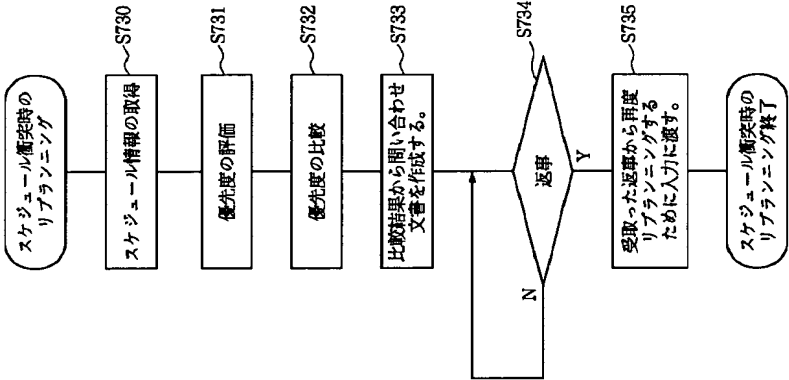 スケジュール衝突時の
リプランニング
S730
スケジュール情報の取得
S731
優先度の評価
S732
優先度の比較
S733
比較結果から問い合わせ
文書を作成する。
S734
返事
N
Y
S735
受取った返事から再度
リプランニングする
ために入力に渡す。
スケジュール衝突時の
リプランニング終了